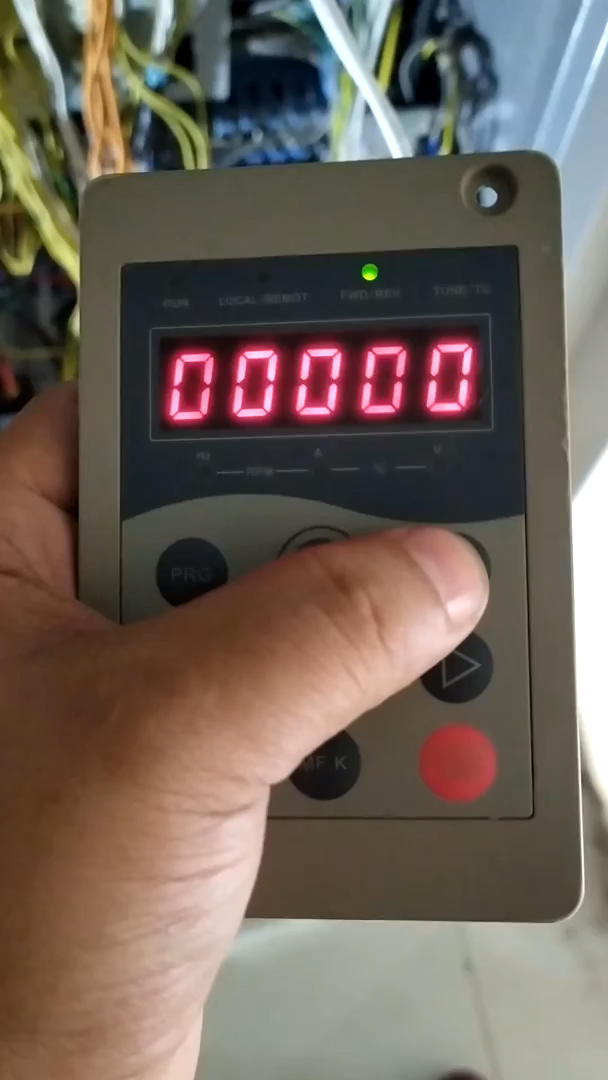 RUN LOCAL/REMOT FWD/REV TUNE/TC
00000
Hz A V
RPM %
PRG
MF.K